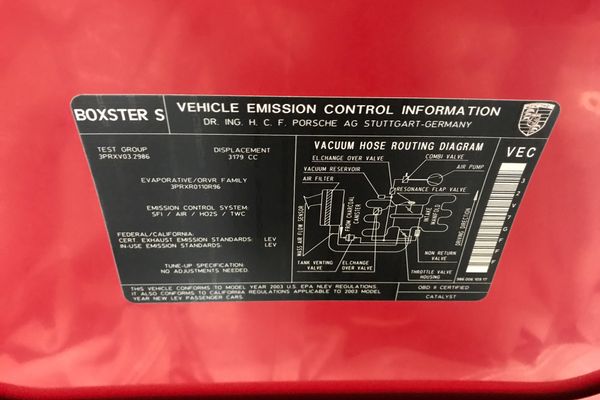 BOXSTER S
VEHICLE EMISSION CONTROL INFORMATION
DR. ING. H. C. F. PORSCHE AG STUTTGART-GERMANY
TEST GROUP
3PRXV03.2986
DISPLACEMENT
3179 CC
EVAPORATIVE/ORVR FAMILY
3PRXR0110R96
EMISSION CONTROL SYSTEM:
SFI / AIR / HO2S / TWC
FEDERAL/CALIFORNIA:
CERT. EXHAUST EMISSION STANDARDS: LEV
IN-USE EMISSION STANDARDS: LEV
TUNE-UP SPECIFICATION:
NO ADJUSTMENTS NEEDED.
VACUUM HOSE ROUTING DIAGRAM
EL.CHANGE OVER VALVE
COMBI VALVE
VACUUM RESERVOIR
AIR PUMP
AIR FILTER
RESONANCE FLAP VALVE
MASS AIR FLOW SENSOR
FROM CHARCOAL
CANISTER
INTAKE
MANIFOLD
DRIVING DIRECTION
NON RETURN
VALVE
TANK VENTING
VALVE
EL.CHANGE
OVER VALVE
THROTTLE VALVE
HOUSING
VEC
THIS VEHICLE CONFORMS TO MODEL YEAR 2003 U.S. EPA NLEV REGULATIONS.
IT ALSO CONFORMS TO CALIFORNIA REGULATIONS APPLICABLE TO 2003 MODEL
YEAR NEW LEV PASSENGER CARS.
OBD II CERTIFIED
CATALYST